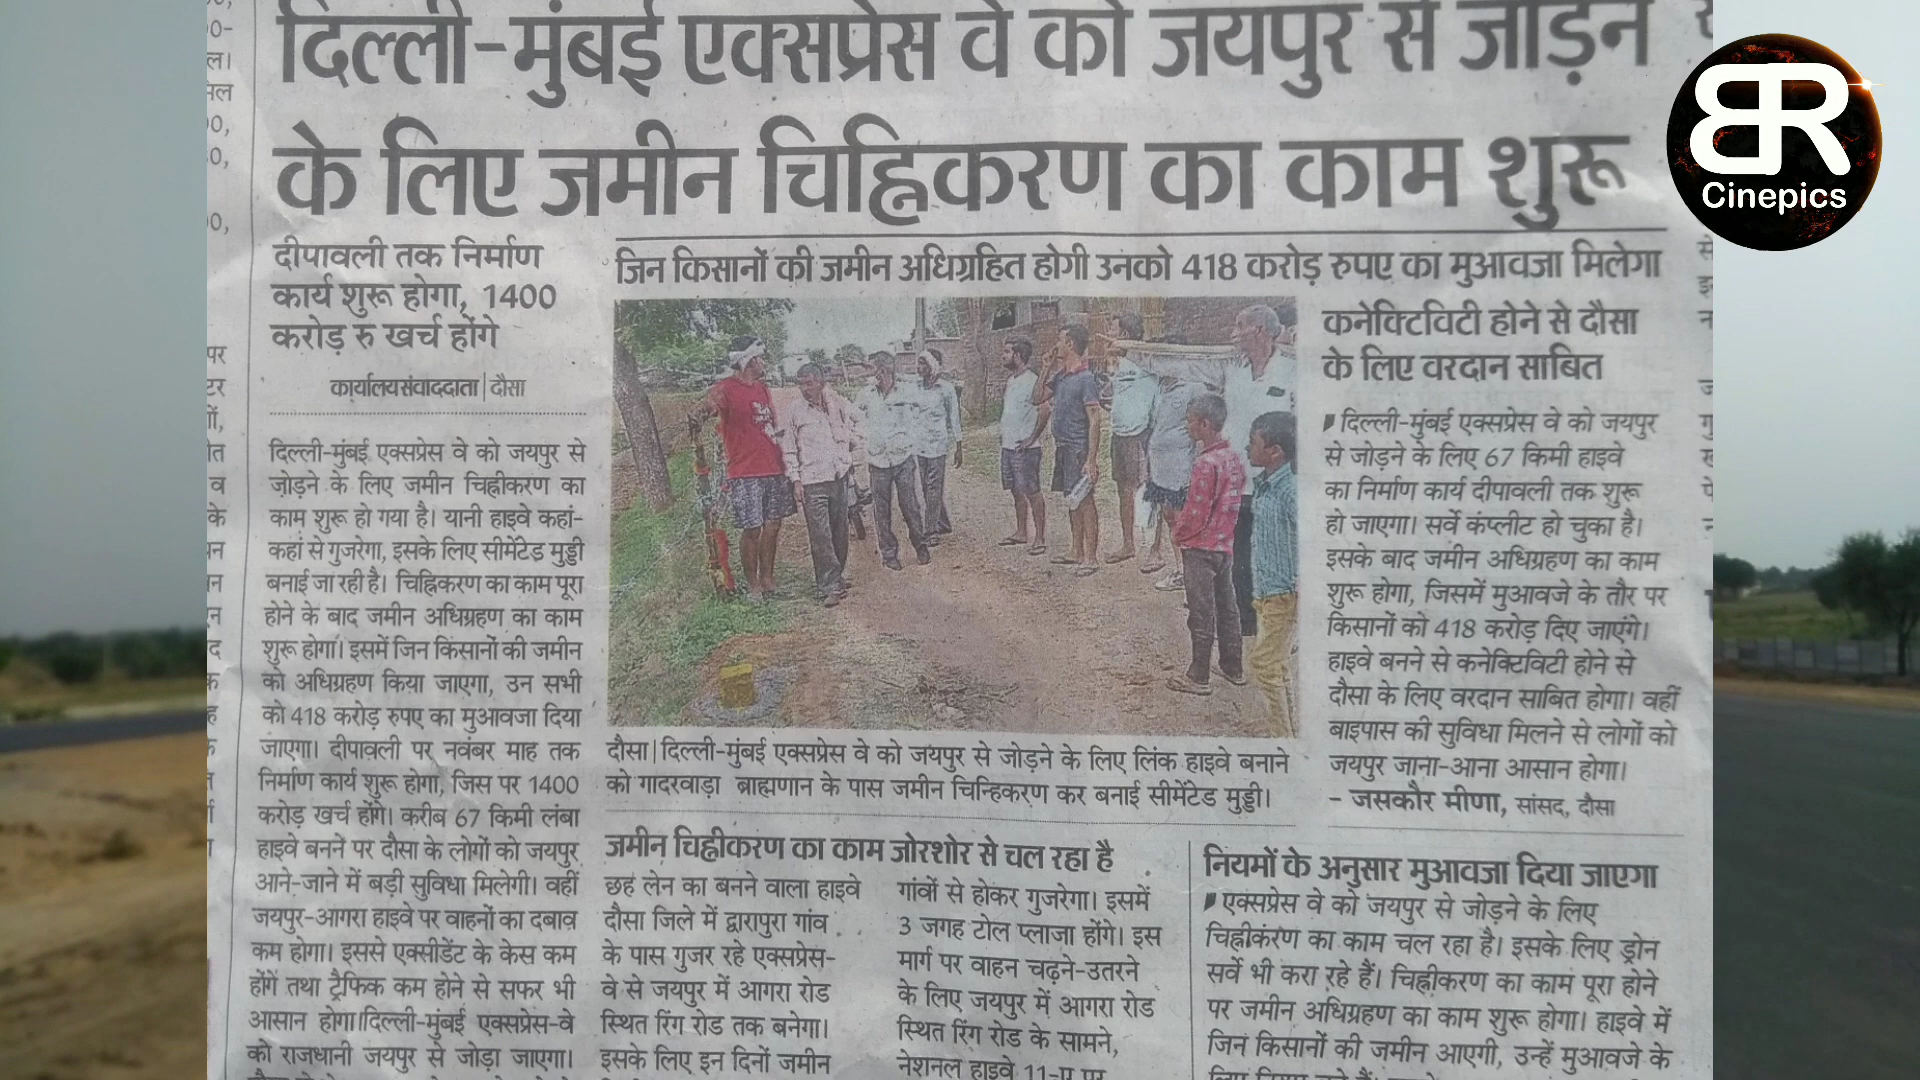 दिल्ली-मुंबई एक्सप्रेस वे को जयपुर से जोड़ने
के लिए जमीन चिह्निकरण का काम शुरू
BR
Cinepics
दीपावली तक निर्माण
कार्य शुरू होगा, 1400
करोड़ रु खर्च होंगे
कार्यालय संवाददाता | दौसा
दिल्ली-मुंबई एक्सप्रेस वे को जयपुर से
जोड़ने के लिए जमीन चिह्नीकरण का
काम शुरू हो गया है। यानी हाइवे कहां-
कहां से गुजरेगा, इसके लिए सीमेंटेड़ मुड्डी
बनाई जा रही है। चिह्निकरण का काम पूरा
होने के बाद जमीन अधिग्रहण का काम
शुरू होगा। इसमें जिन किसानों की जमीन
को अधिग्रहण किया जाएगा, उन सभी
को 418 करोड़ रुपए का मुआवजा दिया
जाएगा। दीपावली पर नवंबर माह तक
निर्माण कार्य शुरू होगा, जिस पर 1400
करोड़ खर्च होंगे। करीब 67 किमी लंबा
हाइवे बनने पर दौसा के लोगों को जयपुर
आने-जाने में बड़ी सुविधा मिलेगी। वहीं
जयपुर-आगरा हाइवे पर वाहनों का दबाव
कम होगा। इससे एक्सीडेंट के केस कम
होंगे तथा ट्रैफिक कम होने से सफर भी
आसान होगा।दिल्ली-मुंबई एक्सप्रेस-वे
को राजधानी जयपुर से जोड़ा जाएगा।
जिन किसानों की जमीन अधिग्रहित होगी उनको 418 करोड़ रुपए का मुआवजा मिलेगा
दौसा|दिल्ली-मुंबई एक्सप्रेस वे को जयपुर से जोड़ने के लिए लिंक हाइवे बनाने
को गादरवाड़ा ब्राह्मणान के पास जमीन चिन्हिकरण कर बनाई सीमेंटेड मुड्डी।
कनेक्टिविटी होने से दौसा
के लिए वरदान साबित
दिल्ली-मुंबई एक्सप्रेस वे को जयपुर
से जोड़ने के लिए 67 किमी हाइवे
का निर्माण कार्य दीपावली तक शुरू
हो जाएगा। सर्वे कंप्लीट हो चुका है।
इसके बाद जमीन अधिग्रहण का काम
शुरू होगा, जिसमें मुआवजे के तौर पर
किसानों को 418 करोड़ दिए जाएंगे।
हाइवे बनने से कनेक्टिविटी होने से
दौसा के लिए वरदान साबित होगा। वहीं
बाइपास की सुविधा मिलने से लोगों को
जयपुर जाना-आना आसान होगा।
- जसकौर मीणा, सांसद, दौसा
जमीन चिह्नीकरण का काम जोरशोर से चल रहा है
छह लेन का बनने वाला हाइवे
दौसा जिले में द्वारापुरा गांव
के पास गुजर रहे एक्सप्रेस-
वे से जयपुर में आगरा रोड
स्थित रिंग रोड तक बनेगा।
इसके लिए इन दिनों जमीन
गांवों से होकर गुजरेगा। इसमें
3 जगह टोल प्लाजा होंगे। इस
मार्ग पर वाहन चढ़ने-उतरने
के लिए जयपुर में आगरा रोड
स्थित रिंग रोड के सामने,
नेशनल हाइवे 11-ए पर
नियमों के अनुसार मुआवजा दिया जाएगा
एक्सप्रेस वे को जयपुर से जोड़ने के लिए
चिह्नीकरण का काम चल रहा है। इसके लिए ड्रोन
सर्वे भी करा रहे हैं। चिह्नीकरण का काम पूरा होने
पर जमीन अधिग्रहण का काम शुरू होगा। हाइवे में
जिन किसानों की जमीन आएगी, उन्हें मुआवजे के